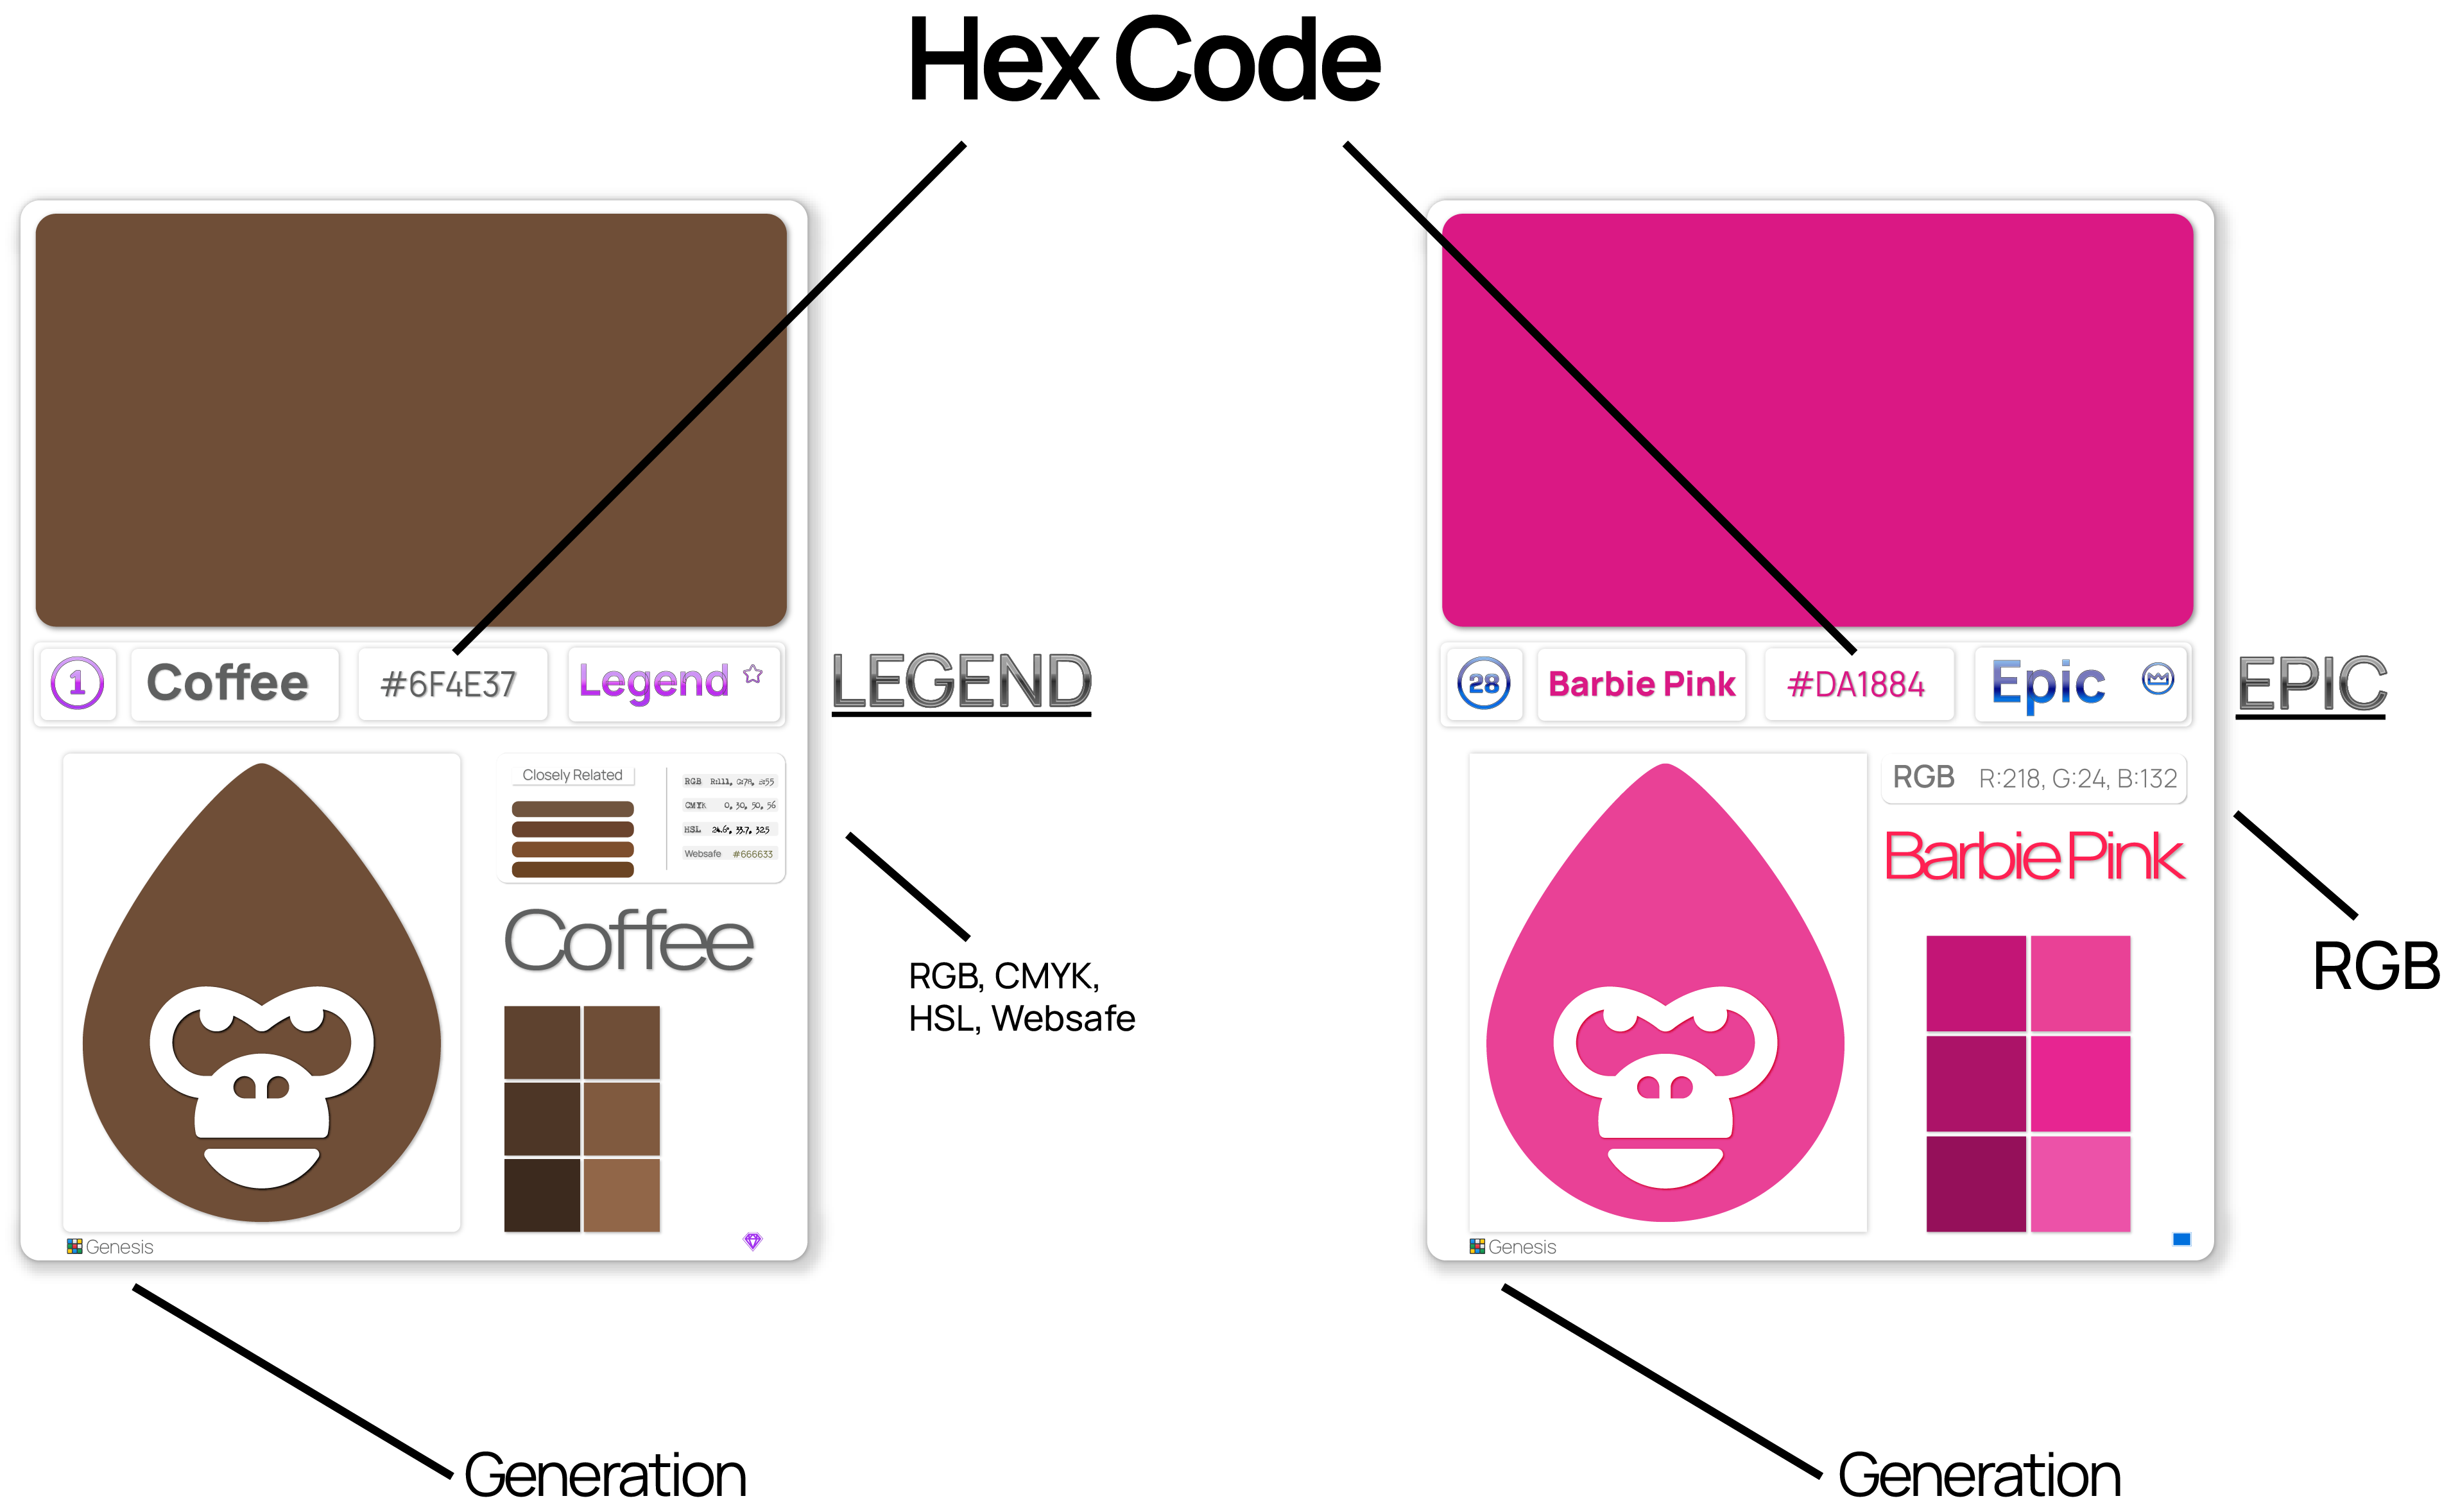 Hex Code
1
Coffee
#6F4E37
Legend
LEGEND
Closely Related
RGB R:111, G:78, B:55
CMYK 0, 30, 50, 56
HSL 24.6°, 33.7, 32.5
Websafe #666633
Coffee
RGB, CMYK,
HSL, Websafe
Genesis
Generation
28
Barbie Pink
#DA1884
Epic
EPIC
RGB R:218, G:24, B:132
Barbie Pink
RGB
Genesis
Generation